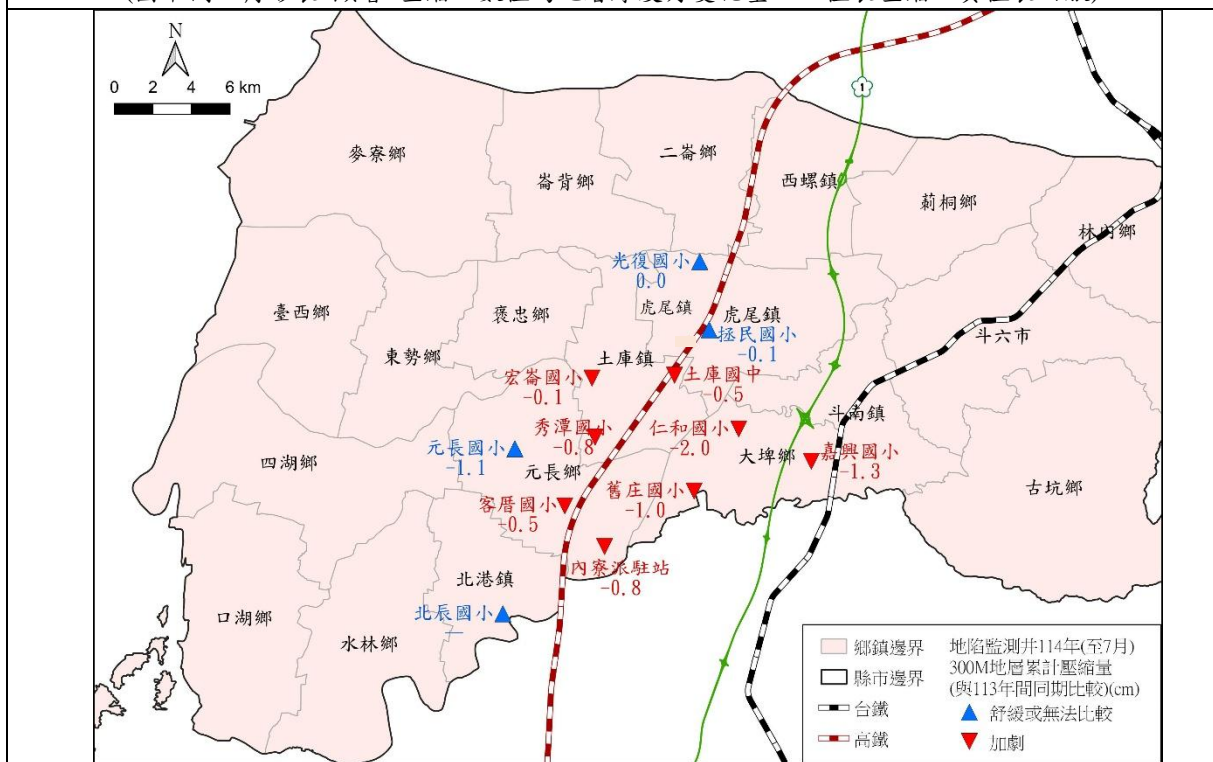 N
0 2 4 6 km
1
麥寮鄉
崙背鄉
二崙鄉
西螺鎮
莿桐鄉
林內鄉
光復國小
0.0
臺西鄉
褒忠鄉
虎尾鎮
虎尾鎮
拯民國小
-0.1
斗六市
東勢鄉
土庫鎮
宏崙國小
-0.1
土庫國中
-0.5
秀潭國小
-0.8
仁和國小
-2.0
斗南鎮
元長國小
-1.1
四湖鄉
元長鄉
大埤鄉
嘉興國小
-1.3
古坑鄉
客厝國小
-0.5
舊庄國小
-1.0
內寮派駐站
-0.8
北港鎮
北辰國小
—
口湖鄉
水林鄉
鄉鎮邊界
縣市邊界
台鐵
高鐵
地陷監測井114年(至7月)
300M地層累計壓縮量
(與113年間同期比較)(cm)
舒緩或無法比較
加劇